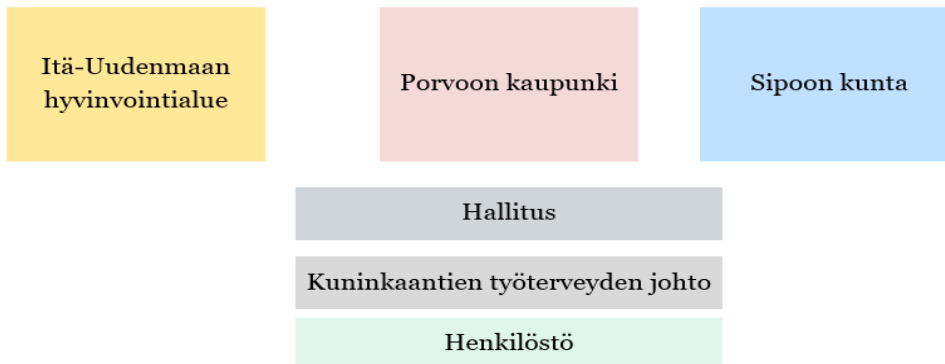 Itä-Uudenmaan
hyvinvointialue
Porvoon kaupunki
Sipoon kunta
Hallitus
Kuninkaantien työterveyden johto
Henkilöstö